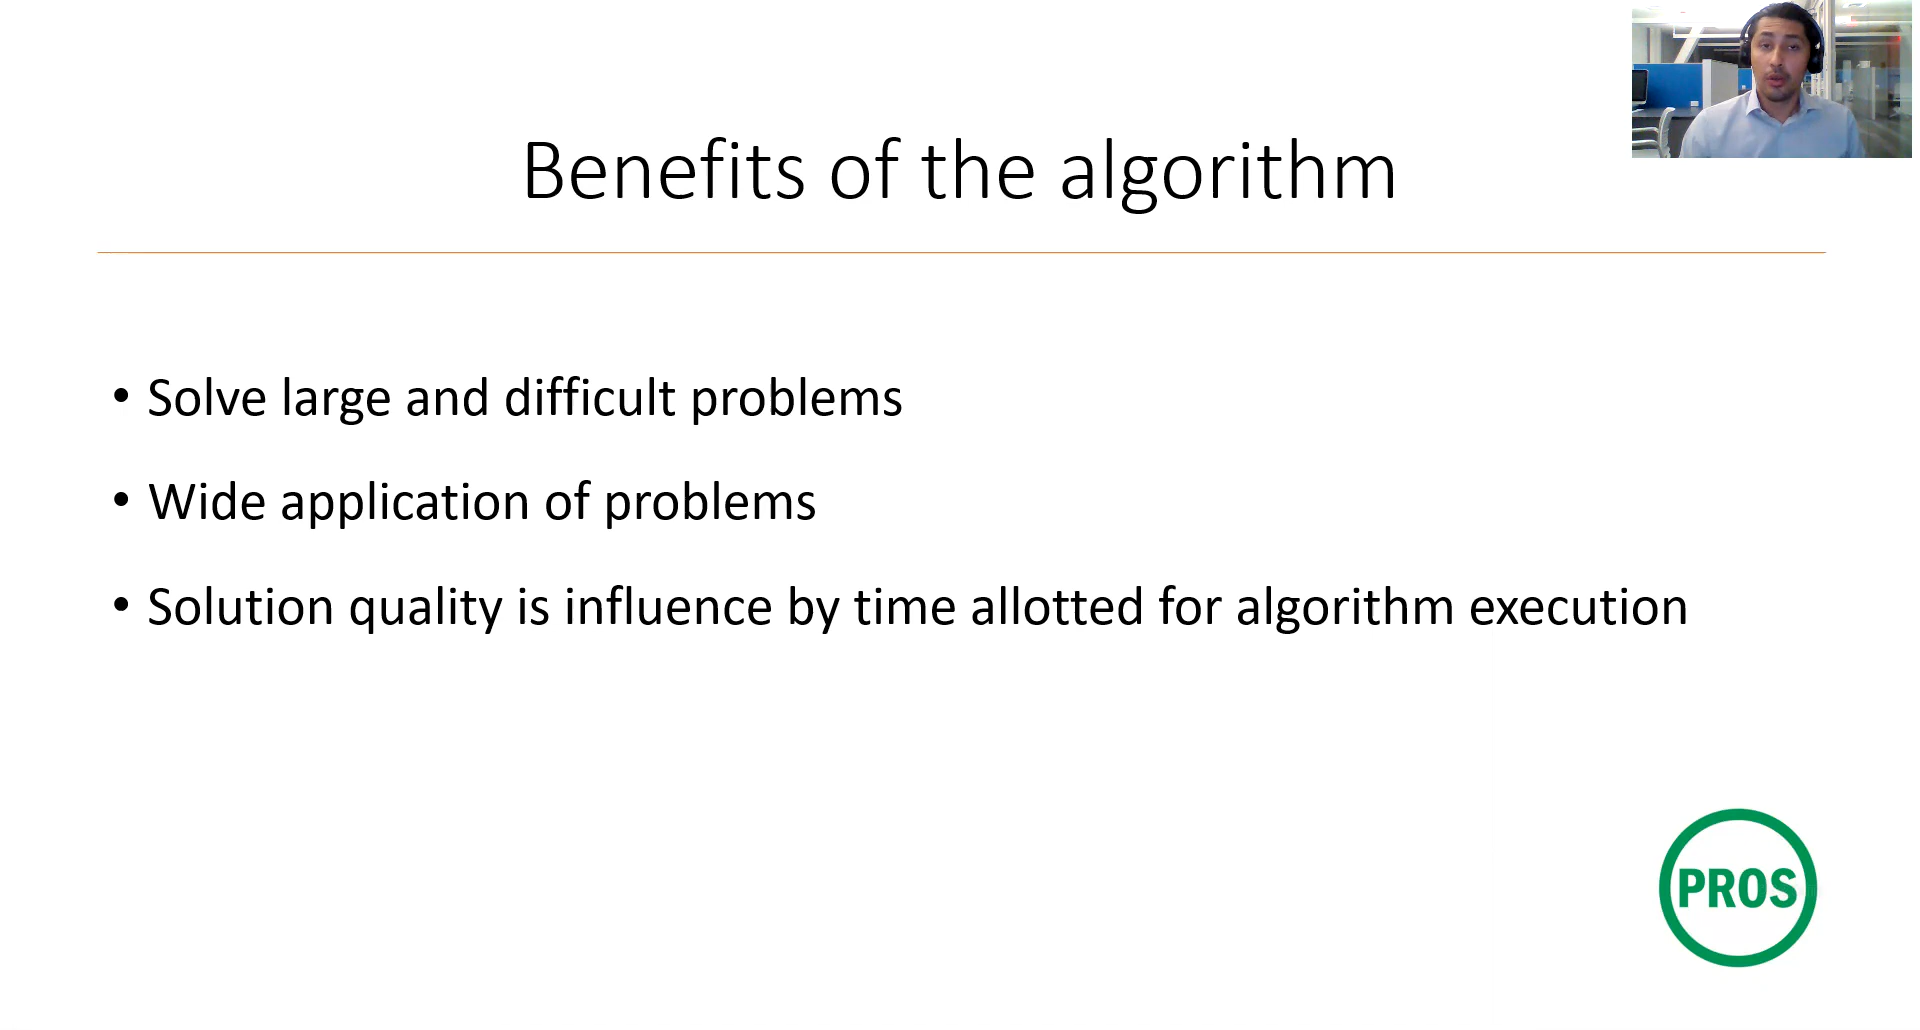 Benefits of the algorithm
• Solve large and difficult problems
• Wide application of problems
• Solution quality is influence by time allotted for algorithm execution
PROS